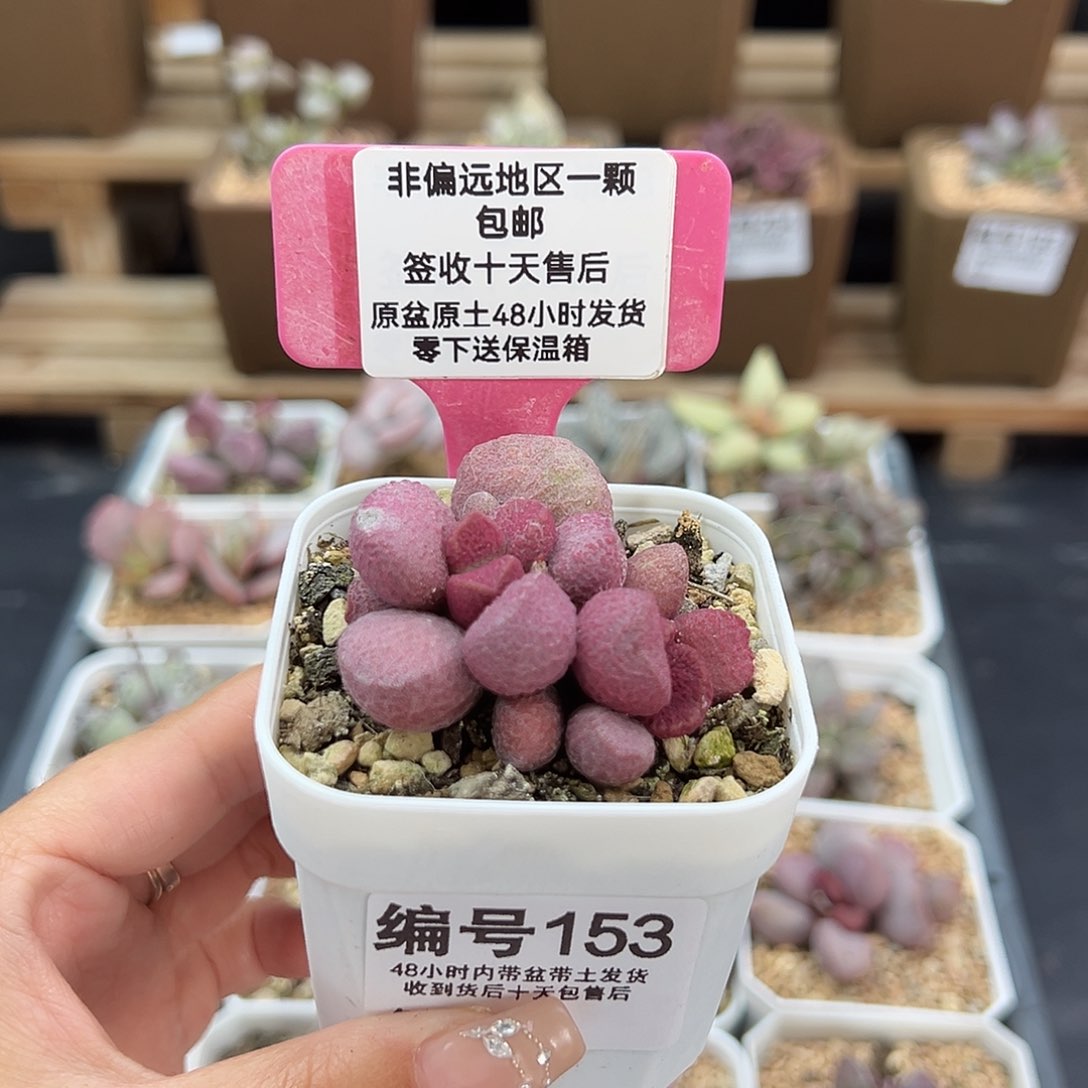 非偏远地区一颗
包邮
签收十天售后
原盆原土48小时发货
零下送保温箱
编号153
48小时内带盆带土发货
收到货后十天包售后